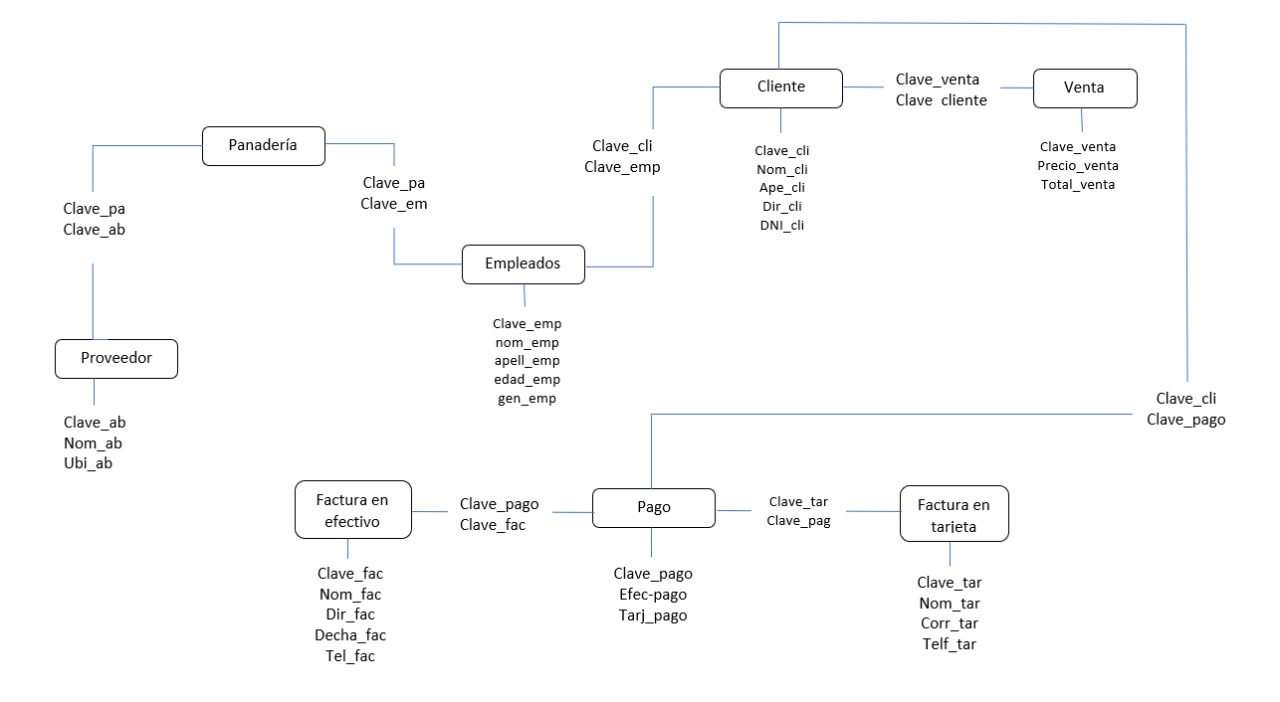 Cliente
Clave_venta
Clave cliente
Venta
Panadería
Clave_cli
Clave_emp
Clave_cli
Nom_cli
Ape_cli
Dir_cli
DNI_cli
Clave_venta
Precio_venta
Total_venta
Clave_pa
Clave_em
Clave_pa
Clave_ab
Empleados
Clave_emp
nom_emp
apell_emp
edad_emp
gen_emp
Proveedor
Clave_ab
Nom_ab
Ubi_ab
Clave_cli
Clave_pago
Factura en
efectivo
Clave_pago
Clave_fac
Pago
Clave_tar
Clave_pag
Factura en
tarjeta
Clave_fac
Nom_fac
Dir_fac
Decha_fac
Tel_fac
Clave_pago
Efec-pago
Tarj_pago
Clave_tar
Nom_tar
Corr_tar
Telf_tar